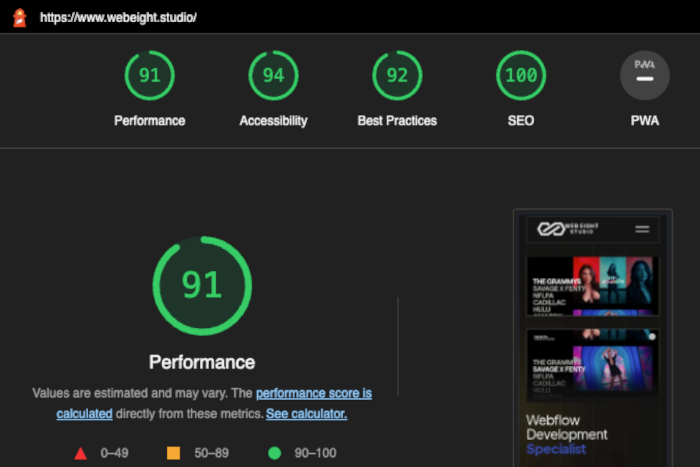 https://www.webeight.studio/
91
94
92
100
PWA
Performance
Accessibility
Best Practices
SEO
PWA
91
Performance
Values are estimated and may vary. The performance score is
calculated directly from these metrics. See calculator.
0–49
50–89
90–100
WEB EIGHT
STUDIO
THE GRAMMYS
SAVAGE X FENTY
NFLPA
CADILLAC
HULU
THE GRAMMYS
SAVAGE X FENTY
NFLPA
CADILLAC
HULU
Webflow
Development
Specialist